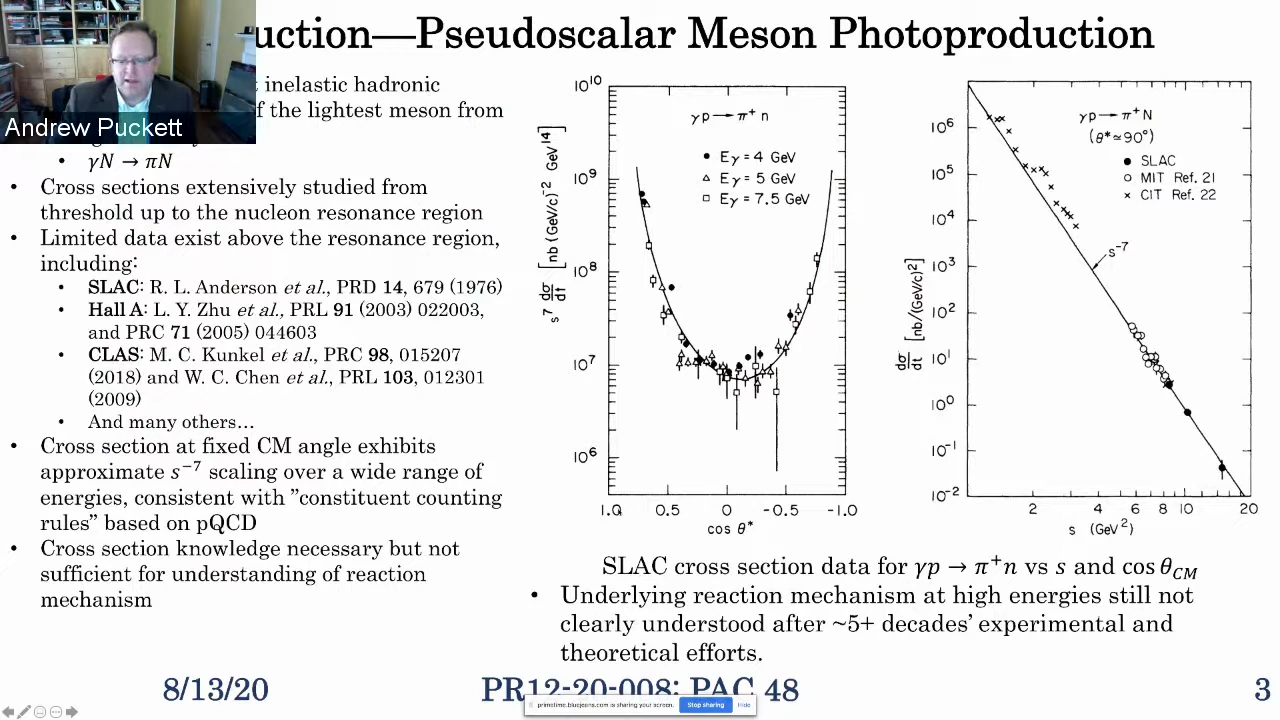 uction—Pseudoscalar Meson Photoproduction
Andrew Puckett
inelastic hadronic
f the lightest meson from
• γN → πN
• Cross sections extensively studied from
threshold up to the nucleon resonance region
• Limited data exist above the resonance region,
including:
• SLAC: R. L. Anderson et al., PRD 14, 679 (1976)
• Hall A: L. Y. Zhu et al., PRL 91 (2003) 022003,
and PRC 71 (2005) 044603
• CLAS: M. C. Kunkel et al., PRC 98, 015207
(2018) and W. C. Chen et al., PRL 103, 012301
(2009)
• And many others…
• Cross section at fixed CM angle exhibits
approximate s⁻⁷ scaling over a wide range of
energies, consistent with ”constituent counting
rules” based on pQCD
• Cross section knowledge necessary but not
sufficient for understanding of reaction
mechanism
γp → π⁺ n
● Eγ = 4 GeV
△ Eγ = 5 GeV
□ Eγ = 7.5 GeV
s⁷ dσ/dt [nb (GeV/c)⁻² GeV¹⁴]
10¹⁰
10⁹
10⁸
10⁷
10⁶
1.0 0.5 0 -0.5 -1.0
cos θ*
γp → π⁺N
(θ*≃90°)
● SLAC
○ MIT Ref. 21
× CIT Ref. 22
s⁻⁷
dσ/dt [nb/(GeV/c)²]
10⁶
10⁵
10⁴
10³
10²
10¹
10⁰
10⁻¹
10⁻²
2 4 6 8 10 20
s (GeV²)
SLAC cross section data for γp → π⁺n vs s and cos θCM
• Underlying reaction mechanism at high energies still not
clearly understood after ~5+ decades’ experimental and
theoretical efforts.
8/13/20
PR12-20-008: PAC 48
3
primetime.bluejeans.com is sharing your screen.
Stop sharing
Hide